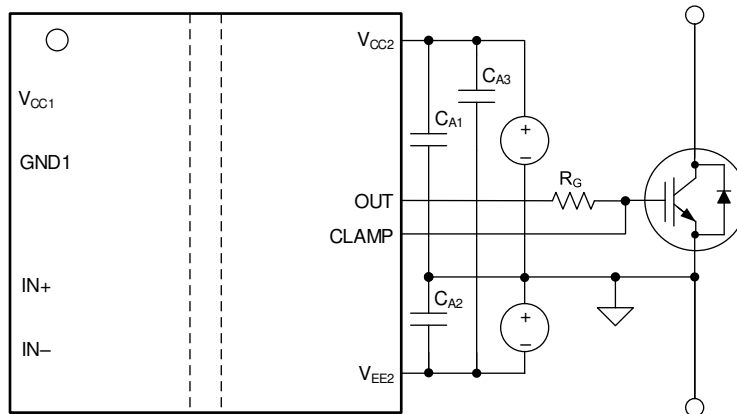 VCC2
CA3
VCC1
CA1
+
−
GND1
RG
OUT
CLAMP
IN+
CA2
+
−
IN−
VEE2